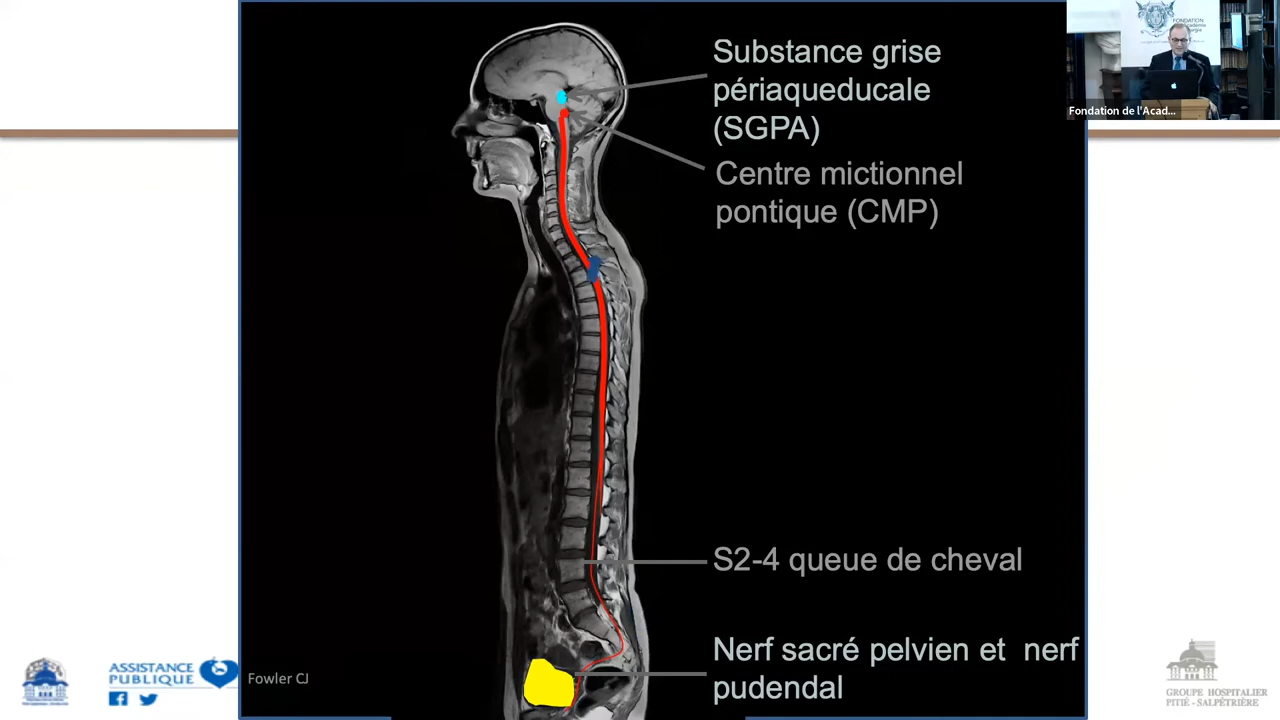 Substance grise
périaqueducale
(SGPA)
Centre mictionnel
pontique (CMP)
S2-4 queue de cheval
Nerf sacré pelvien et  nerf
pudendal
Fowler CJ
ASSISTANCE
PUBLIQUE
GROUPE HOSPITALIER
PITIÉ - SALPÊTRIÈRE
FONDATION
Fondation de l'Acad...